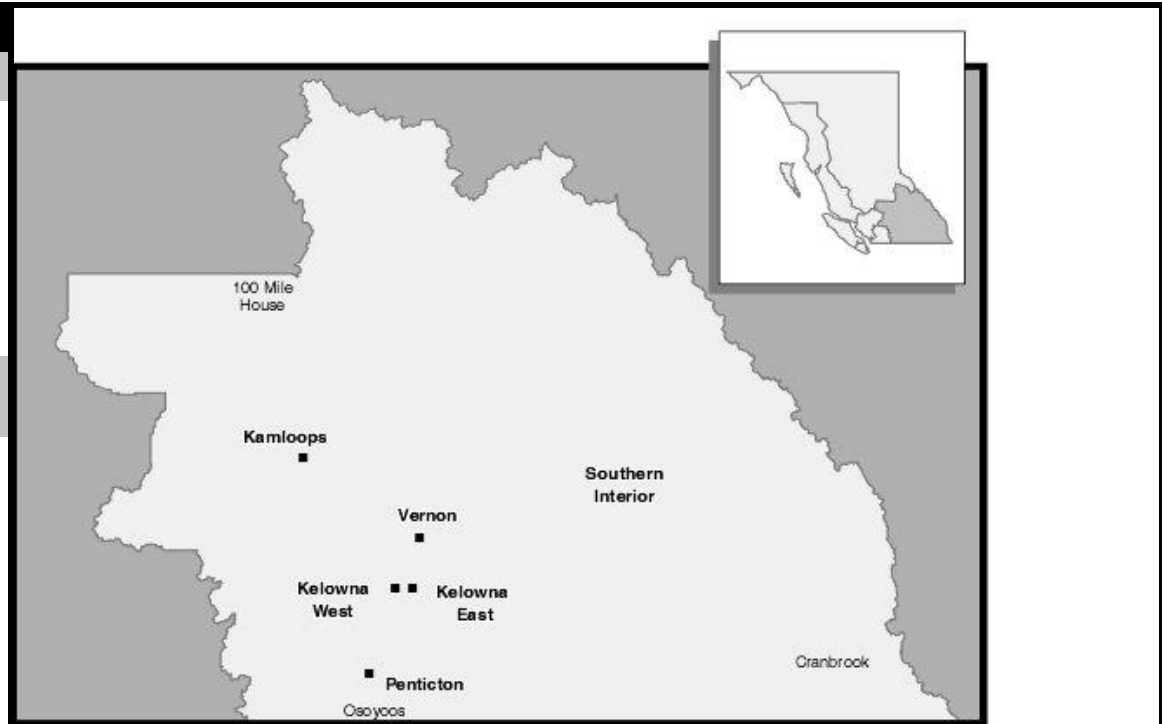 100 Mile
House
Kamloops
Southern
Interior
Vernon
Kelowna
West
Kelowna
East
Cranbrook
Penticton
Osoyoos